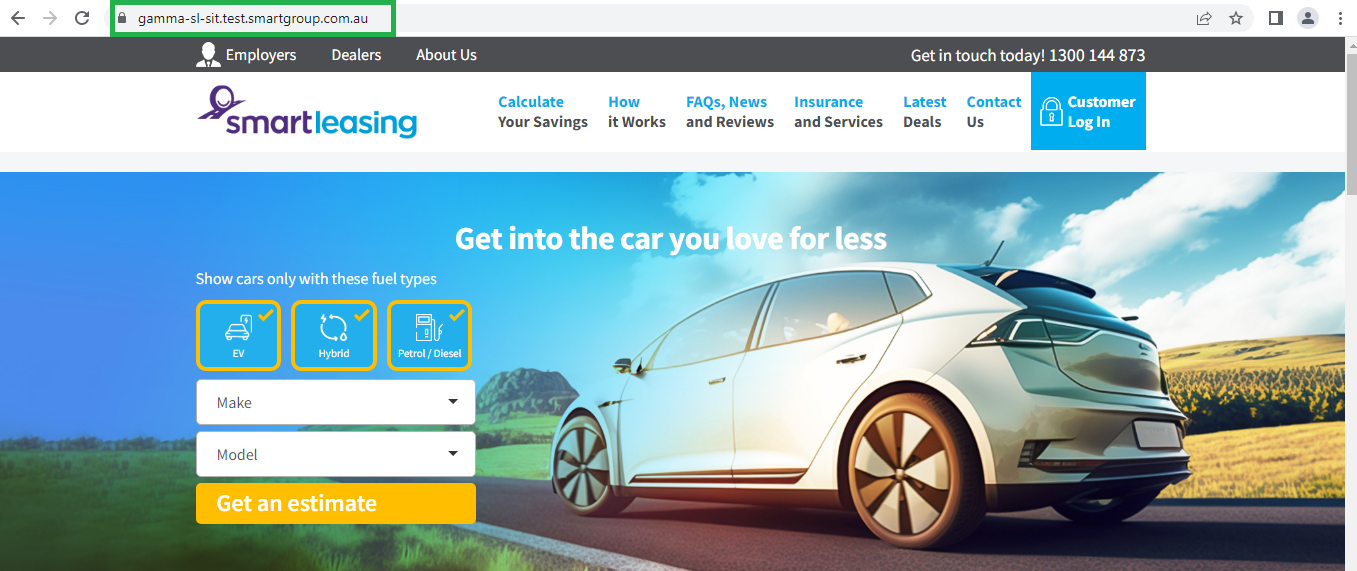 gamma-sl-sit.test.smartgroup.com.au
Employers Dealers About Us Get in touch today! 1300 144 873
smartleasing
Calculate
Your Savings
How
it Works
FAQs, News
and Reviews
Insurance
and Services
Latest
Deals
Contact
Us
Customer
Log In
Get into the car you love for less
Show cars only with these fuel types
EV Hybrid Petrol / Diesel
Make
Model
Get an estimate